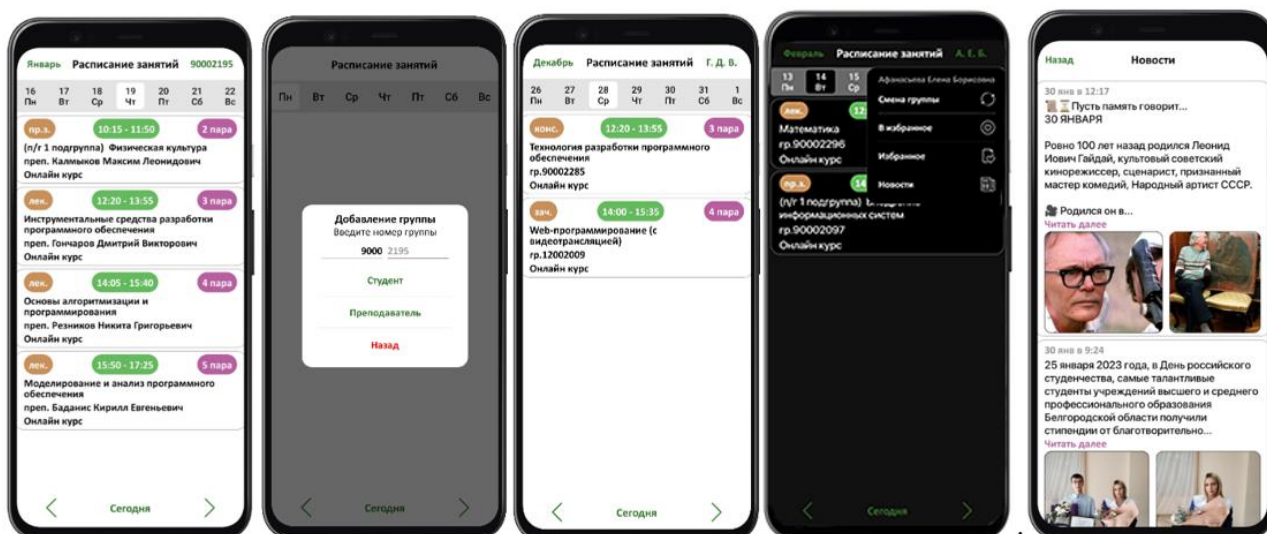 Январь Расписание занятий 90002195
16 17 18 19 20 21 22
Пн Вт Ср Чт Пт Сб Вс
пр.з. 10:15 - 11:50 2 пара
(п/г 1 подгруппа) Физическая культура
преп. Калмыков Максим Леонидович
Онлайн курс
лек. 12:20 - 13:55 3 пара
Инструментальные средства разработки
программного обеспечения
преп. Гончаров Дмитрий Викторович
Онлайн курс
лек. 14:05 - 15:40 4 пара
Основы алгоритмизации и
программирования
преп. Резников Никита Григорьевич
Онлайн курс
лек. 15:50 - 17:25 5 пара
Моделирование и анализ програмного
обеспечения
преп. Баданис Кирилл Евгеньевич
Онлайн курс
Сегодня
Расписание занятий
Пн Вт Ср Чт Пт Сб Вс
Добавление группы
Введите номер группы
9000 2195
Студент
Преподаватель
Назад
Сегодня
Декабрь Расписание занятий Г. Д. В.
26 27 28 29 30 31 1
Пн Вт Ср Чт Пт Сб Вс
конс. 12:20 - 13:55 3 пара
Технология разработки программного
обеспечения
гр.90002285
Онлайн курс
зач. 14:00 - 15:35 4 пара
Web-программирование (с
видеотрансляцией)
гр.12002009
Онлайн курс
Сегодня
Февраль Расписание занятий А. Е. Б.
13 14 15
Пн Вт Ср
Афанасьева Елена Борисовна
Смена группы
В избранное
Избранное
Новости
лек. 12:
Математика
гр.90002296
Онлайн курс
пр.з. 14
(п/г 1 подгруппа)
информационных систем
гр.90002097
Онлайн курс
Сегодня
Назад Новости
30 янв в 12:17
📜⏳Пусть память говорит...
30 ЯНВАРЯ
Ровно 100 лет назад родился Леонид
Иович Гайдай, культовый советский
кинорежиссер, сценарист, признанный
мастер комедий, Народный артист СССР.
🎥 Родился он в...
Читать далее
30 янв в 9:24
25 января 2023 года, в День российского
студенчества, самые талантливые
студенты учреждений высшего и среднего
профессионального образования
Белгородской области получили
стипендии от благотворительно...
Читать далее